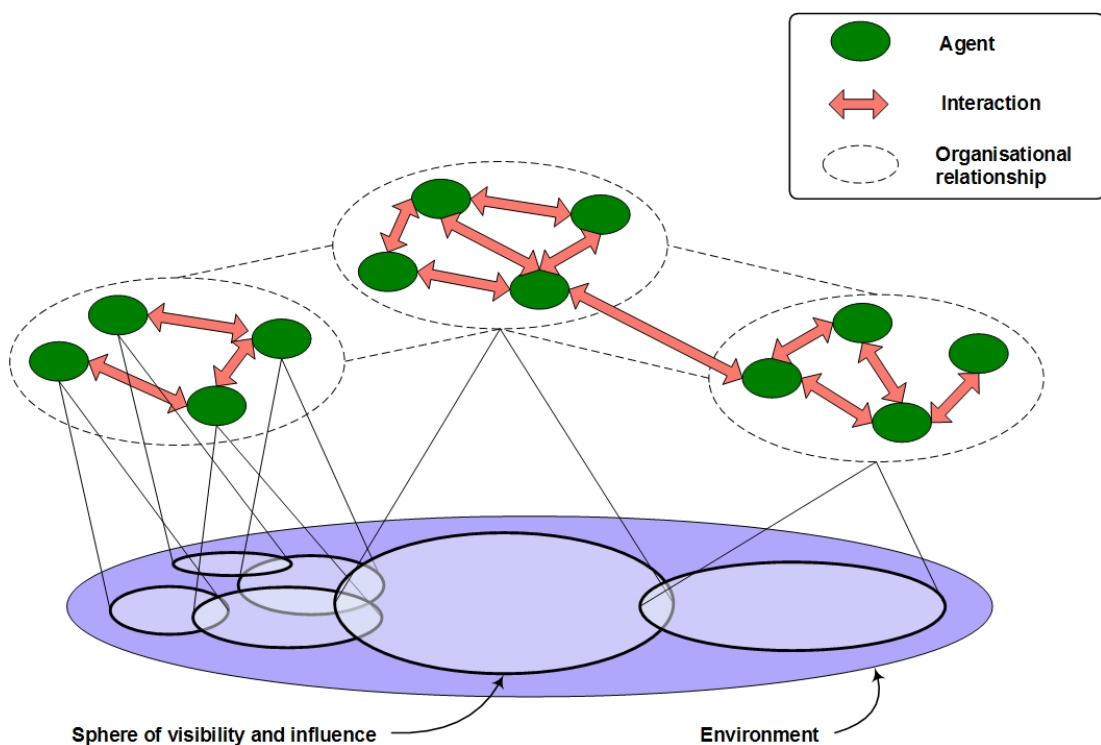 Agent
Interaction
Organisational
relationship
Sphere of visibility and influence
Environment